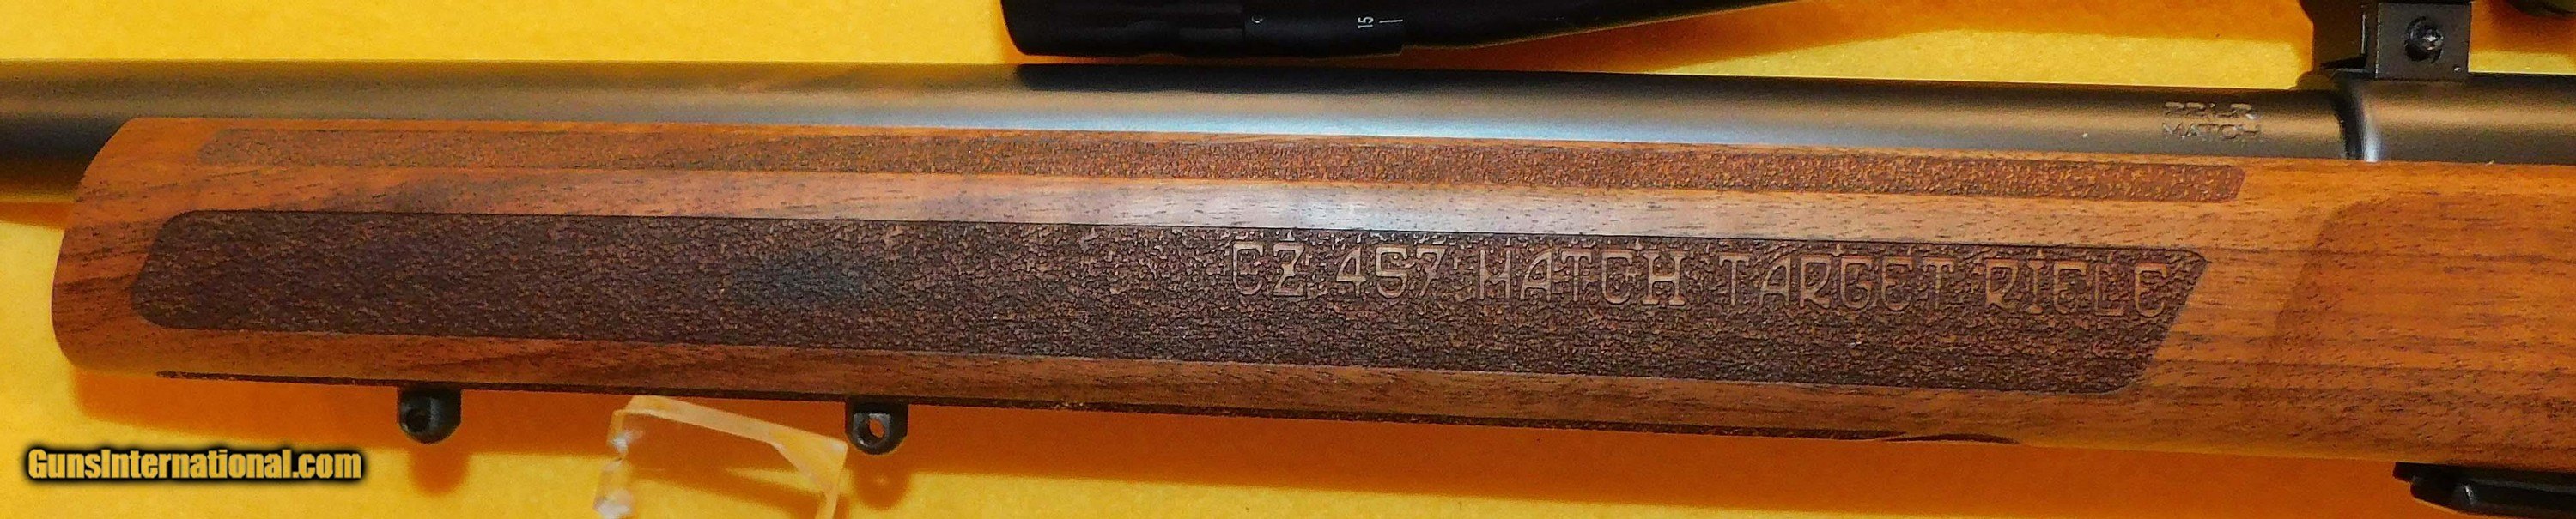 15
22LR
MATCH
CZ 457 MATCH TARGET RIFLE
GunsInternational.com